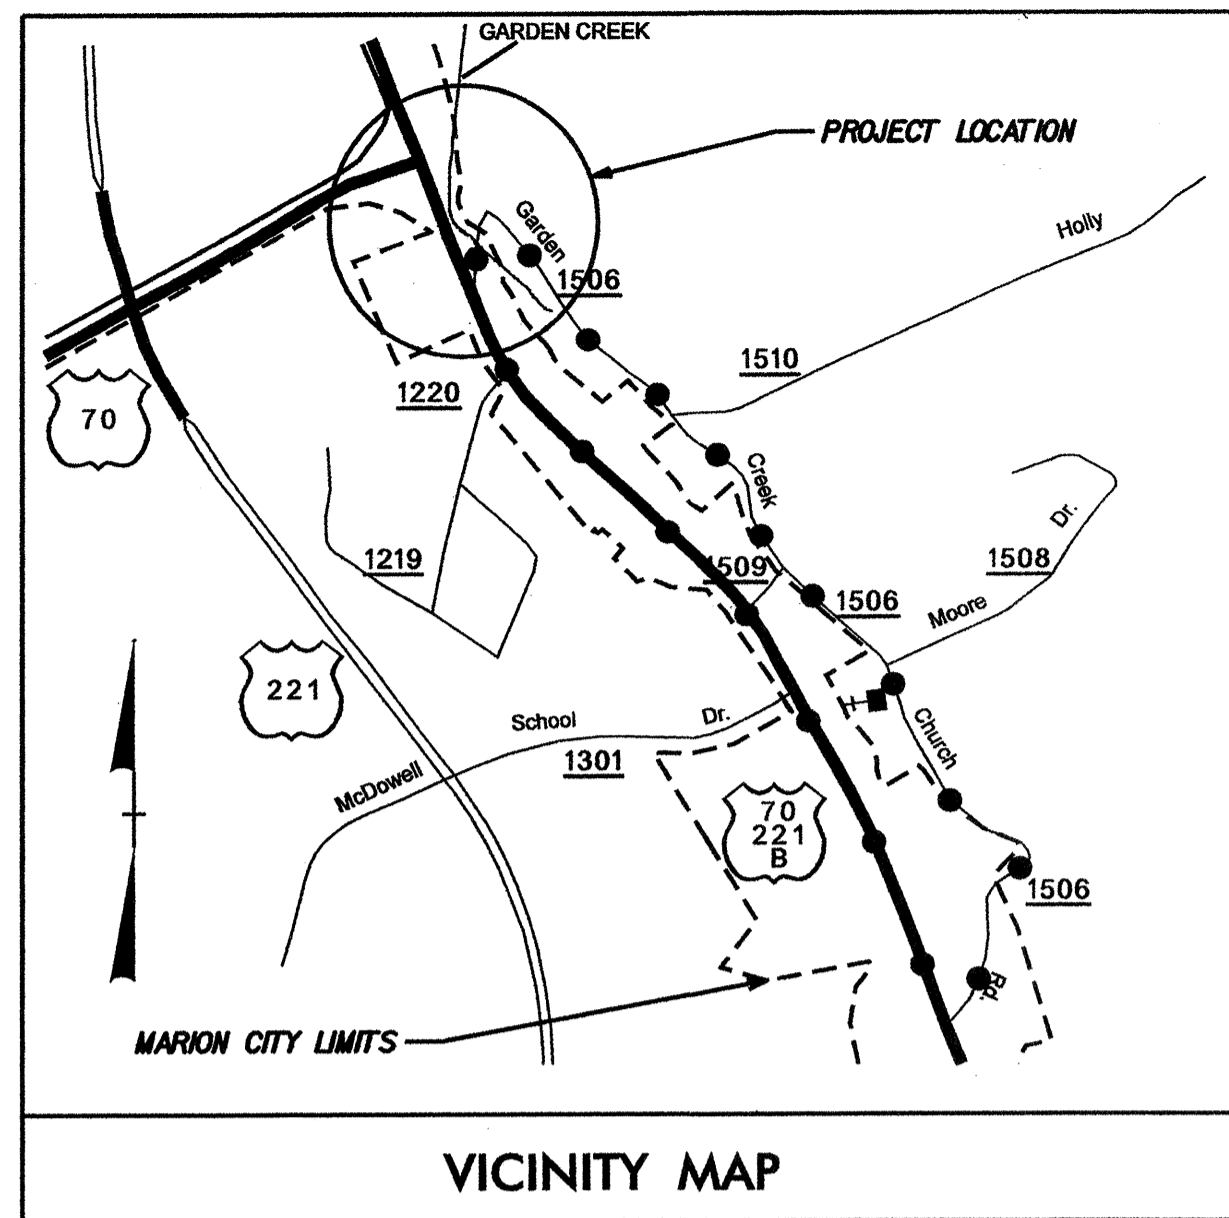 GARDEN CREEK
PROJECT LOCATION
Garden
Holly
1506
1510
1220
70
Creek
1219
1509
1508
Dr.
1506
Moore
221
School
Dr.
Church
1301
McDowell
70
221
B
1506
Rd.
MARION CITY LIMITS
VICINITY MAP